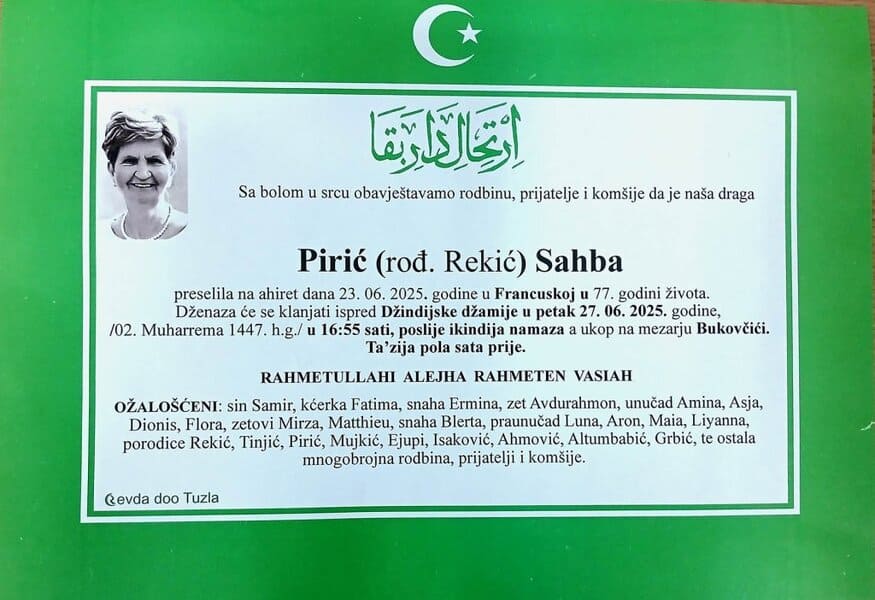 اِرْتِحَالِ دَارِ بَقَا
Sa bolom u srcu obavještavamo rodbinu, prijatelje i komšije da je naša draga
Pirić (rođ. Rekić) Sahba
preselila na ahiret dana 23. 06. 2025. godine u Francuskoj u 77. godini života.
Dženaza će se klanjati ispred Džindijske džamije u petak 27. 06. 2025. godine,
/02. Muharrema 1447. h.g./ u 16:55 sati, poslije ikindija namaza a ukop na mezarju Bukovčići.
Ta'zija pola sata prije.
RAHMETULLAHI ALEJHA RAHMETEN VASIAH
OŽALOŠĆENI: sin Samir, kćerka Fatima, snaha Ermina, zet Avdurahmon, unučad Amina, Asja,
Dionis, Flora, zetovi Mirza, Matthieu, snaha Blerta, praunučad Luna, Aron, Maia, Liyanna,
porodice Rekić, Tinjić, Pirić, Mujkić, Ejupi, Isaković, Ahmović, Altumbabić, Grbić, te ostala
mnogobrojna rodbina, prijatelji i komšije.
evda doo Tuzla